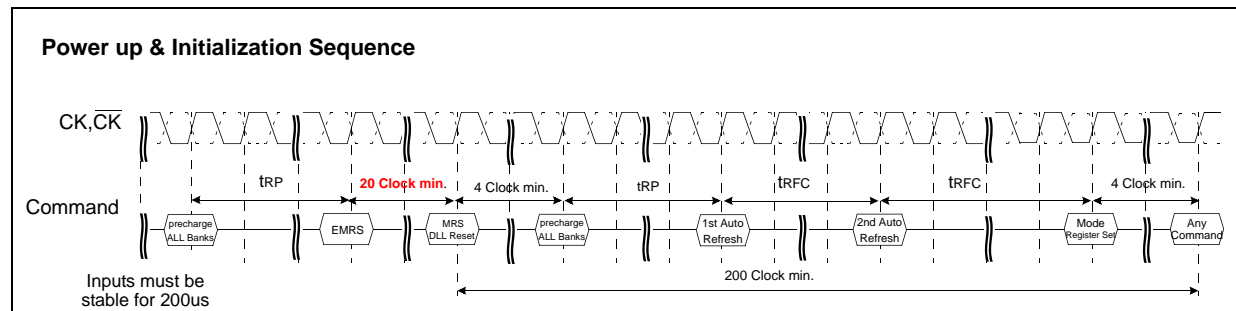 Power up & Initialization Sequence
CK,CK
tRP
20 Clock min.
4 Clock min.
tRP
tRFC
tRFC
4 Clock min.
Command
precharge
ALL Banks
EMRS
MRS
DLL Reset
precharge
ALL Banks
1st Auto
Refresh
2nd Auto
Refresh
Mode
Register Set
Any
Command
200 Clock min.
Inputs must be
stable for 200us